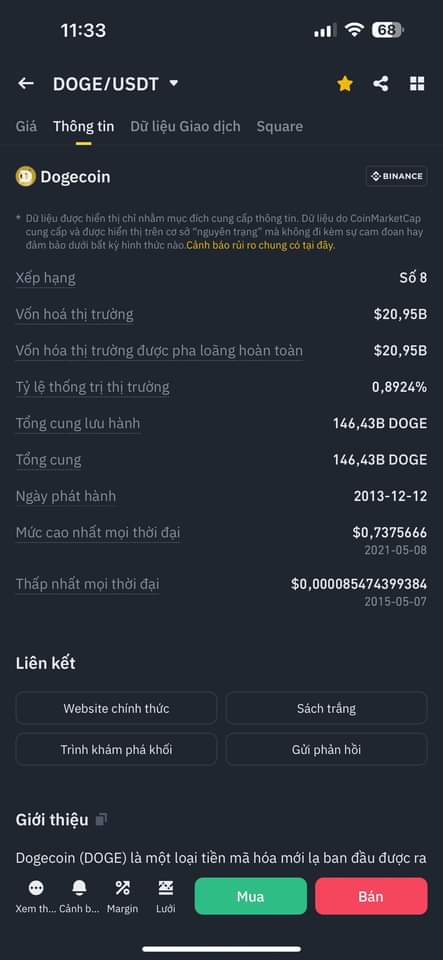 11:33
68
DOGE/USDT
Giá Thông tin Dữ liệu Giao dịch Square
Dogecoin
BINANCE
* Dữ liệu được hiển thị chỉ nhằm mục đích cung cấp thông tin. Dữ liệu do CoinMarketCap
cung cấp và được hiển thị trên cơ sở "nguyên trạng" mà không đi kèm sự cam đoan hay
đảm bảo dưới bất kỳ hình thức nào.Cảnh báo rủi ro chung có tại đây.
Xếp hạng Số 8
Vốn hoá thị trường $20,95B
Vốn hóa thị trường được pha loãng hoàn toàn $20,95B
Tỷ lệ thống trị thị trường 0,8924%
Tổng cung lưu hành 146,43B DOGE
Tổng cung 146,43B DOGE
Ngày phát hành 2013-12-12
Mức cao nhất mọi thời đại $0,7375666
2021-05-08
Thấp nhất mọi thời đại $0,000085474399384
2015-05-07
Liên kết
Website chính thức Sách trắng
Trình khám phá khối Gửi phản hồi
Giới thiệu
Dogecoin (DOGE) là một loại tiền mã hóa mới lạ ban đầu được ra
Xem th... Cảnh b... Margin Lưới
Mua Bán